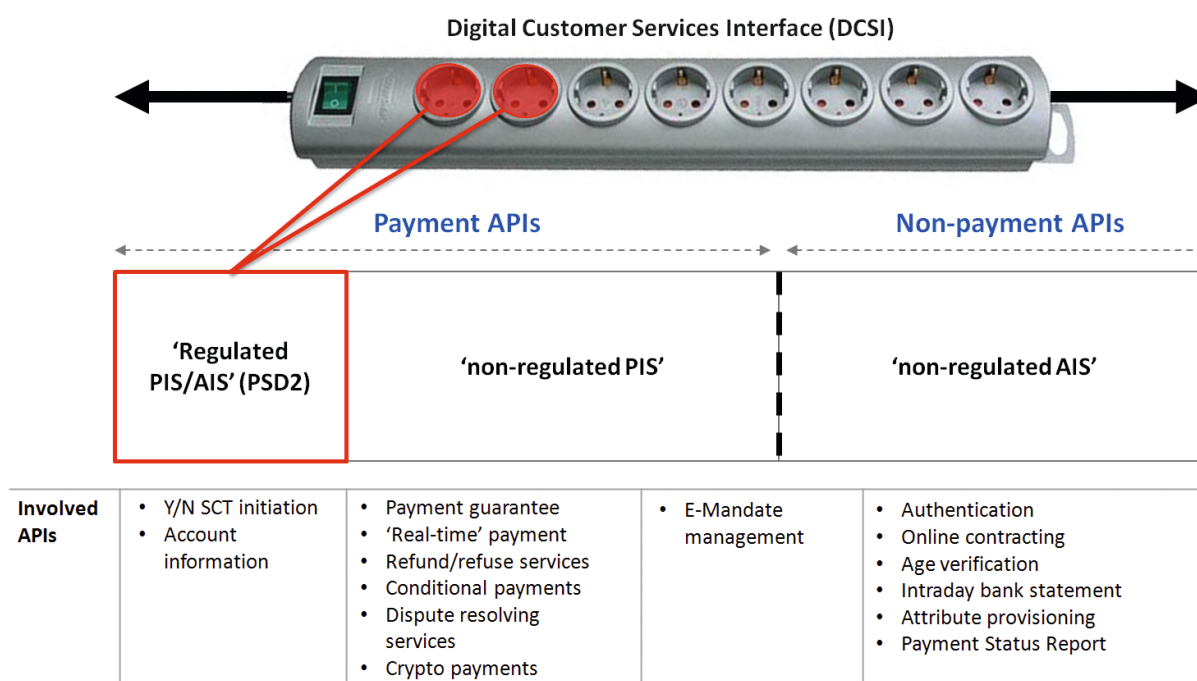 Digital Customer Services Interface (DCSI)
Payment APIs
Non-payment APIs
‘Regulated
PIS/AIS’ (PSD2)
‘non-regulated PIS’
‘non-regulated AIS’
Involved
APIs
• Y/N SCT initiation
• Account
information
• Payment guarantee
• ‘Real-time’ payment
• Refund/refuse services
• Conditional payments
• Dispute resolving
services
• Crypto payments
• E-Mandate
management
• Authentication
• Online contracting
• Age verification
• Intraday bank statement
• Attribute provisioning
• Payment Status Report